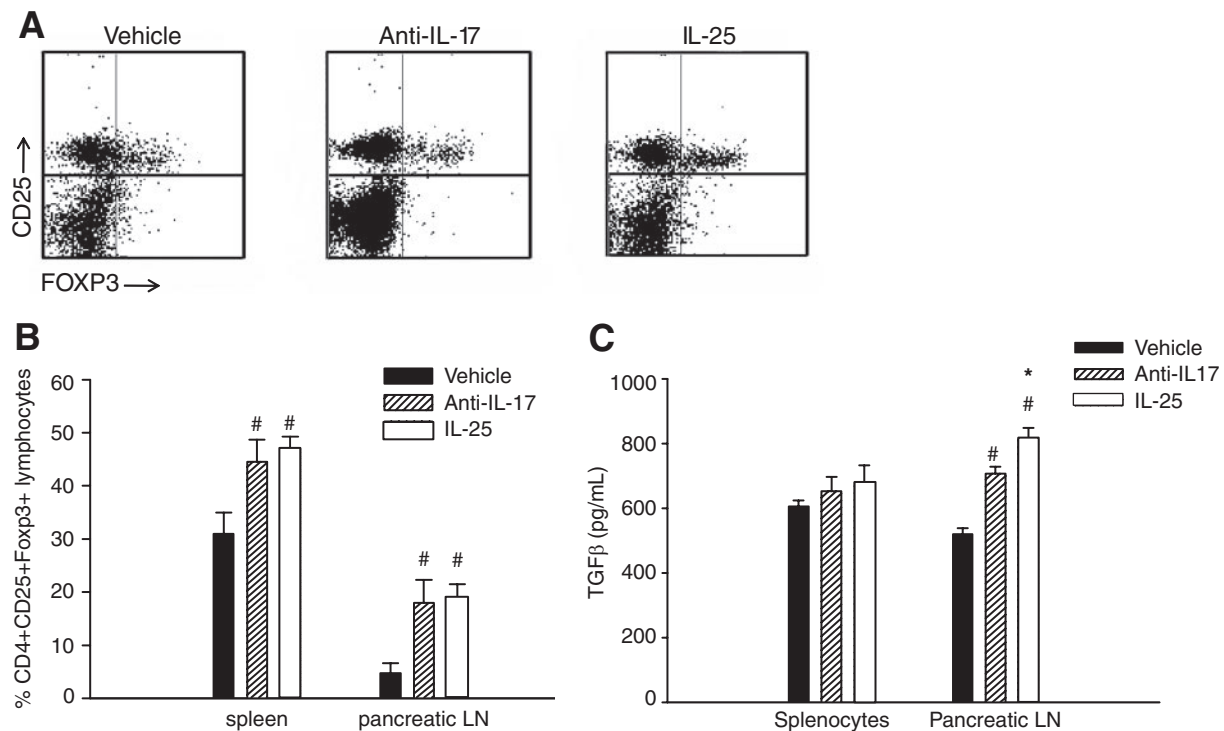 A
Vehicle
Anti-IL-17
IL-25
CD25
FOXP3
B
% CD4+CD25+Foxp3+ lymphocytes
60
50
40
30
20
10
0
Vehicle
Anti-IL-17
IL-25
# #
# #
spleen pancreatic LN
C
TGFβ (pg/mL)
1000
800
600
400
200
0
Vehicle
Anti-IL17
IL-25
*
#
#
Splenocytes Pancreatic LN